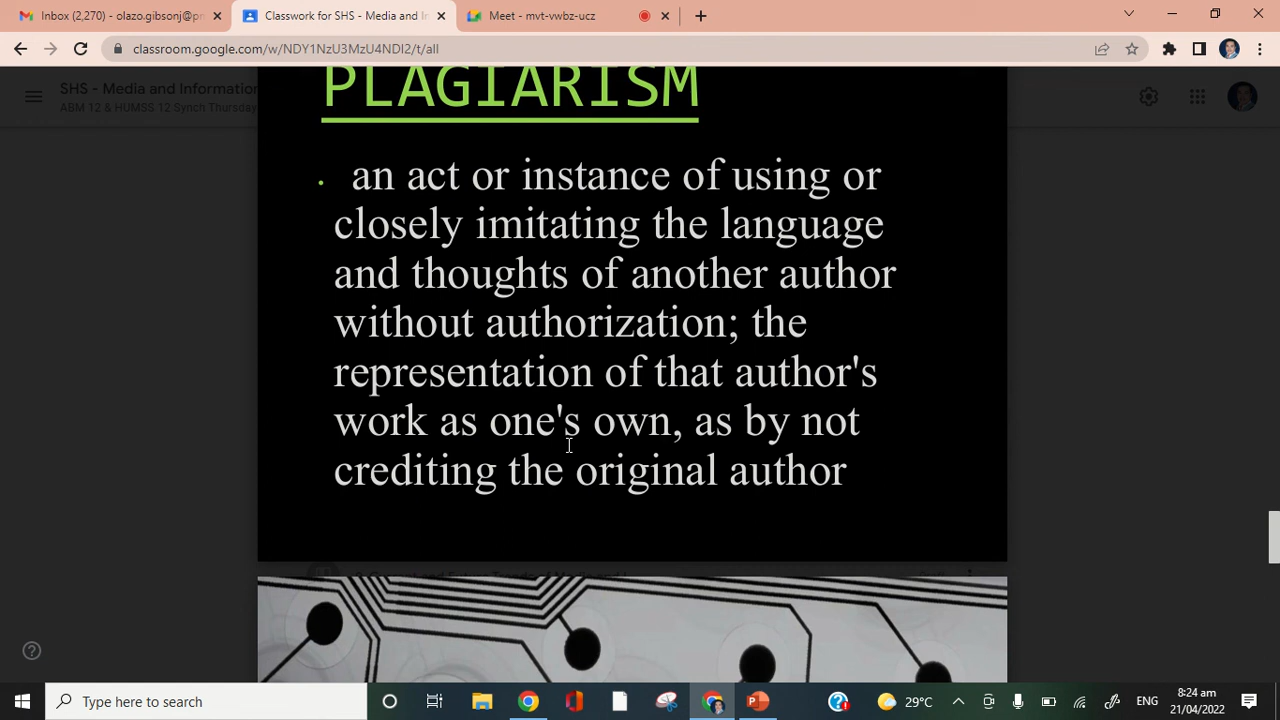 Inbox (2,270) - olazo.gibsonj@pr
Classwork for SHS - Media and In
Meet - mvt-vwbz-ucz
classroom.google.com/w/NDY1NzU3MzU4NDI2/t/all
SHS - Media and Information
ABM 12 & HUMSS 12 Synch Thursday
PLAGIARISM
• an act or instance of using or
closely imitating the language
and thoughts of another author
without authorization; the
representation of that author's
work as one's own, as by not
crediting the original author
Type here to search
29°C
ENG
8:24 am
21/04/2022